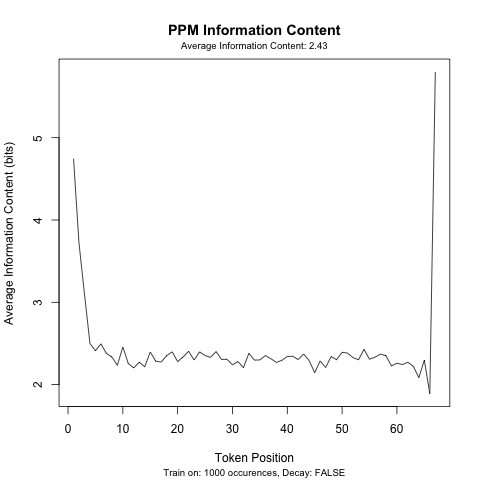 PPM Information Content
Average Information Content: 2.43
Average Information Content (bits)
5
4
3
2
0 10 20 30 40 50 60
Token Position
Train on: 1000 occurences, Decay: FALSE